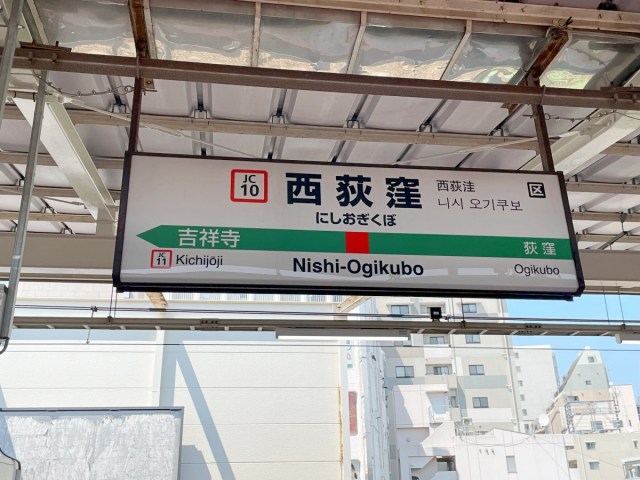 JC
10
西荻窪
にしおぎくぼ
西荻洼
니시 오기쿠보
区
吉祥寺
荻窪
JC
11
Kichijōji
Nishi-Ogikubo
Ogikubo